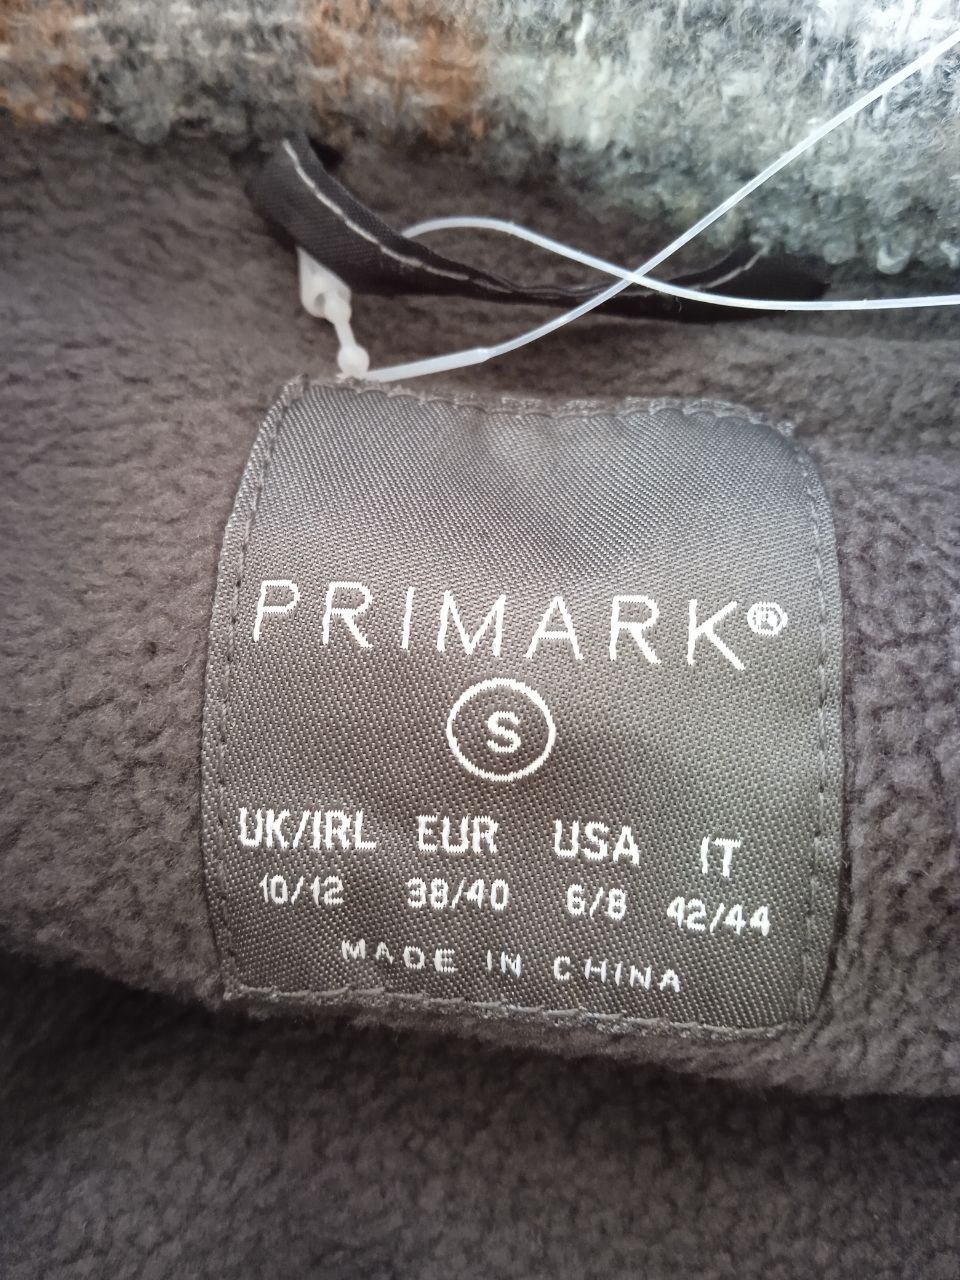 PRIMARK®
S
UK/IRL EUR USA IT
10/12 38/40 6/8 42/44
MADE IN CHINA